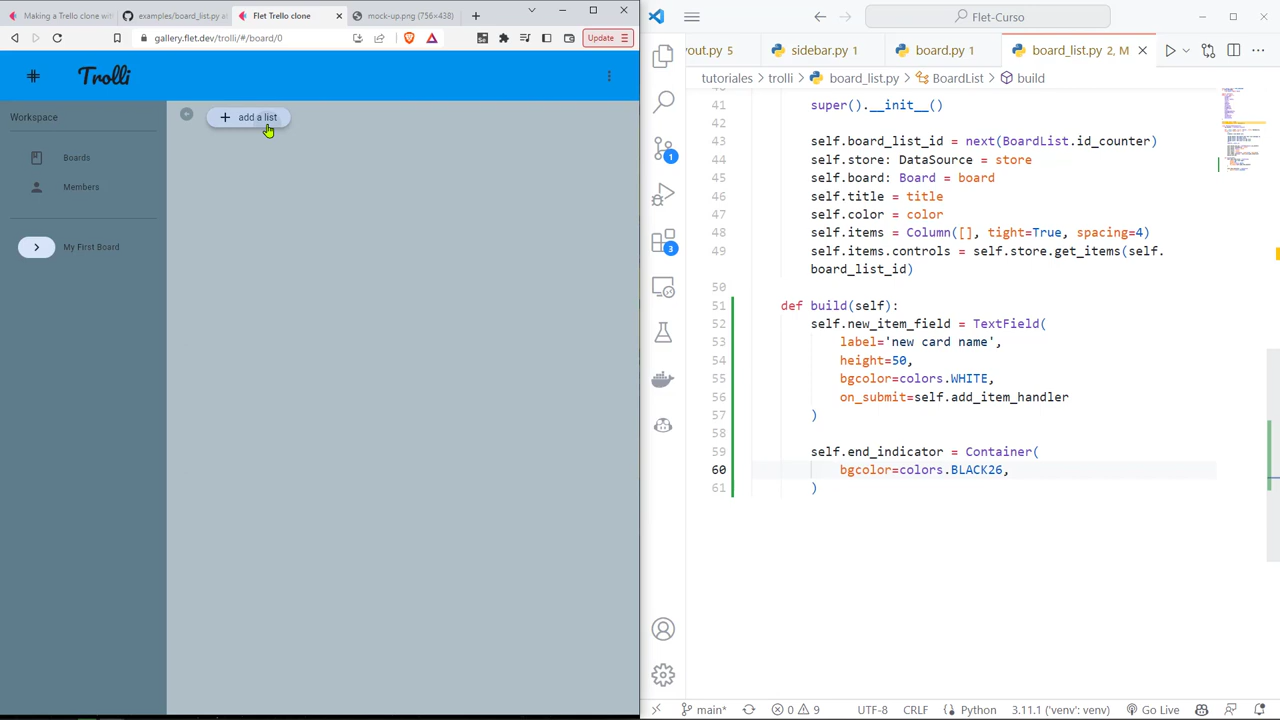 Making a Trello clone with
examples/board_list.py a
Flet Trello clone
mock-up.png (756×438)
gallery.flet.dev/trolli/#/board/0
Update
Trolli
Workspace
Boards
Members
My First Board
add a list
Flet-Curso
yout.py 5
sidebar.py 1
board.py 1
board_list.py 2, M
tutoriales
trolli
board_list.py
BoardList
build
41 super().__init__()
42
43 self.board_list_id = next(BoardList.id_counter)
44 self.store: DataSource = store
45 self.board: Board = board
46 self.title = title
47 self.color = color
48 self.items = Column([], tight=True, spacing=4)
49 self.items.controls = self.store.get_items(self.
board_list_id)
50
51 def build(self):
52 self.new_item_field = TextField(
53 label='new card name',
54 height=50,
55 bgcolor=colors.WHITE,
56 on_submit=self.add_item_handler
57 )
58
59 self.end_indicator = Container(
60 bgcolor=colors.BLACK26,
61 )
1
3
main*
0
9
UTF-8
CRLF
Python
3.11.1 ('venv': venv)
Go Live